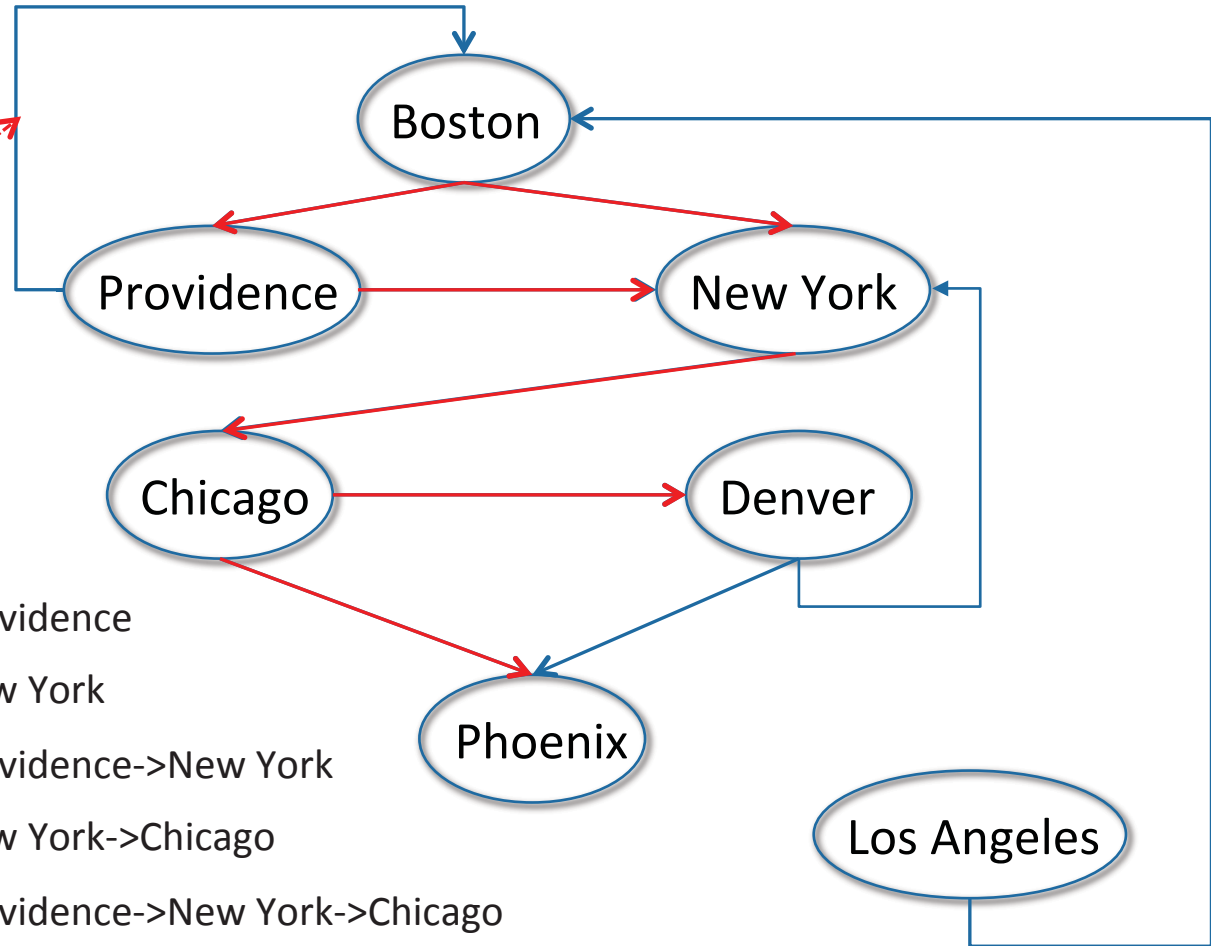 Boston
Providence
New York
Chicago
Denver
vidence
w York
Phoenix
vidence->New York
w York->Chicago
Los Angeles
vidence->New York->Chicago